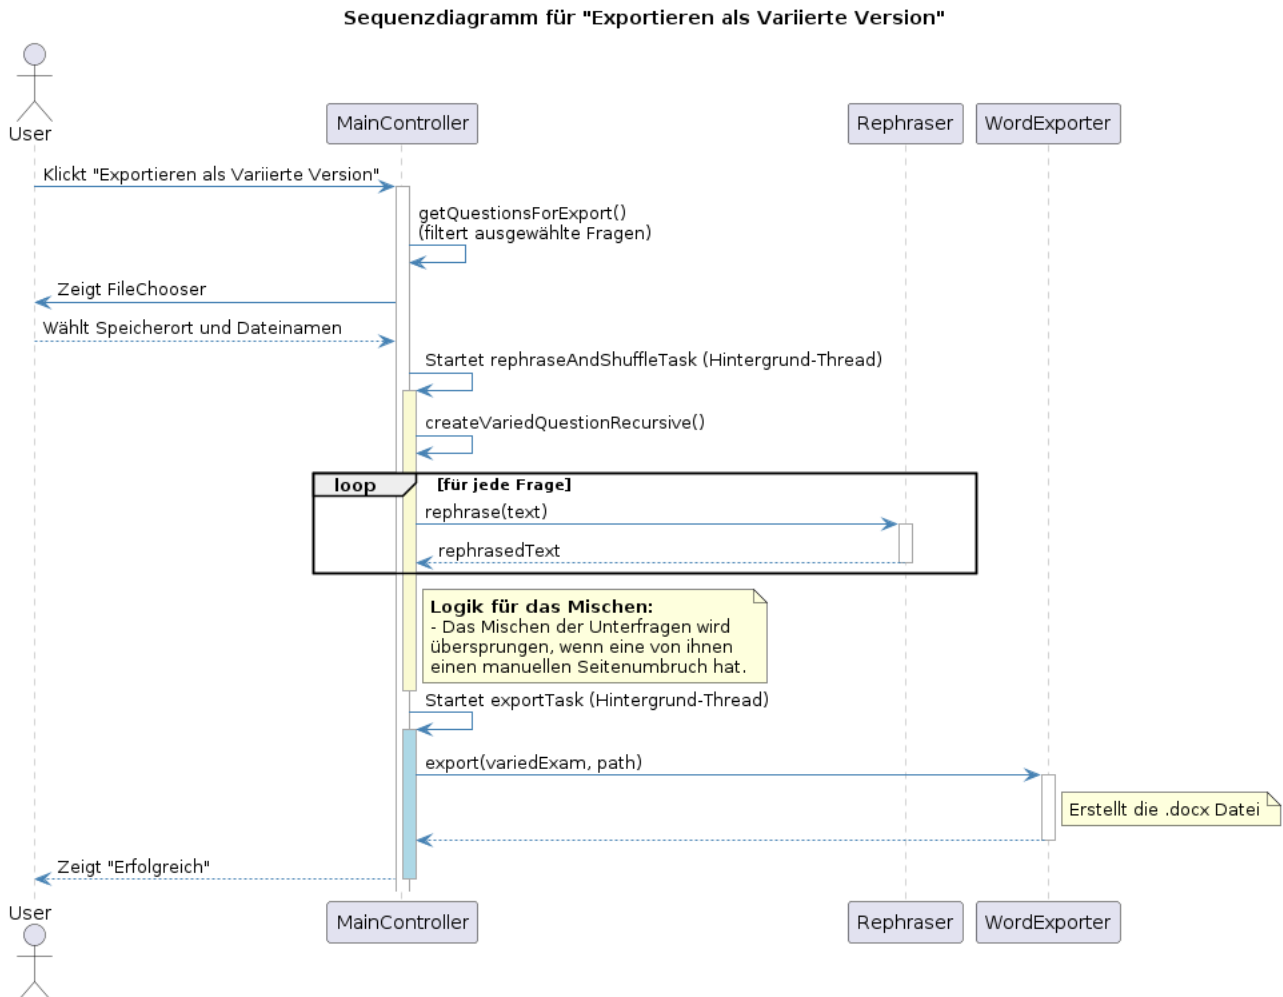 Sequenzdiagramm für "Exportieren als Variierte Version"
User
MainController
Rephraser
WordExporter
Klickt "Exportieren als Variierte Version"
getQuestionsForExport()
(filtert ausgewählte Fragen)
Zeigt FileChooser
Wählt Speicherort und Dateinamen
Startet rephraseAndShuffleTask (Hintergrund-Thread)
createVariedQuestionRecursive()
loop
[für jede Frage]
rephrase(text)
rephrasedText
Logik für das Mischen:
- Das Mischen der Unterfragen wird
übersprungen, wenn eine von ihnen
einen manuellen Seitenumbruch hat.
Startet exportTask (Hintergrund-Thread)
export(variedExam, path)
Erstellt die .docx Datei
Zeigt "Erfolgreich"
User
MainController
Rephraser
WordExporter